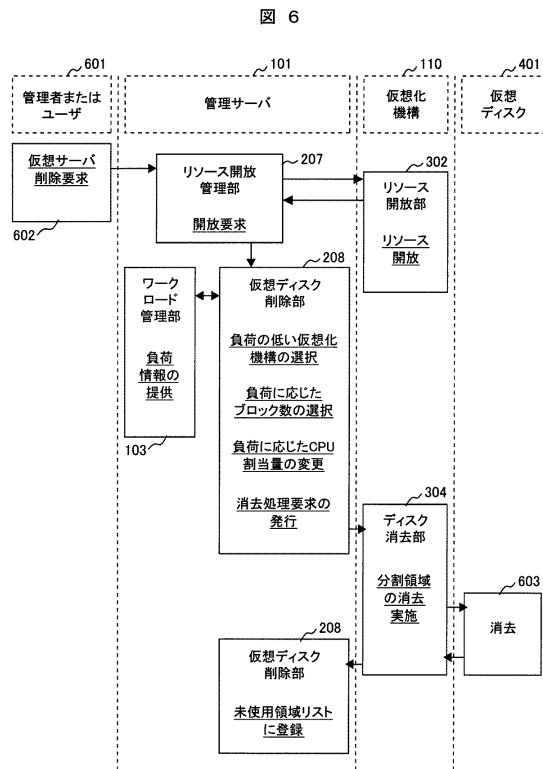 図 6
601
101
110
401
管理者または
ユーザ
管理サーバ
仮想化
機構
仮想
ディスク
仮想サーバ
削除要求
602
207
リソース開放
管理部
開放要求
302
リソース
開放部
リソース
開放
208
ワーク
ロード
管理部
負荷
情報の
提供
103
仮想ディスク
削除部
負荷の低い仮想化
機構の選択
負荷に応じた
ブロック数の選択
負荷に応じたCPU
割当量の変更
消去処理要求の
発行
304
ディスク
消去部
分割領域
の消去
実施
603
消去
208
仮想ディスク
削除部
未使用領域リスト
に登録